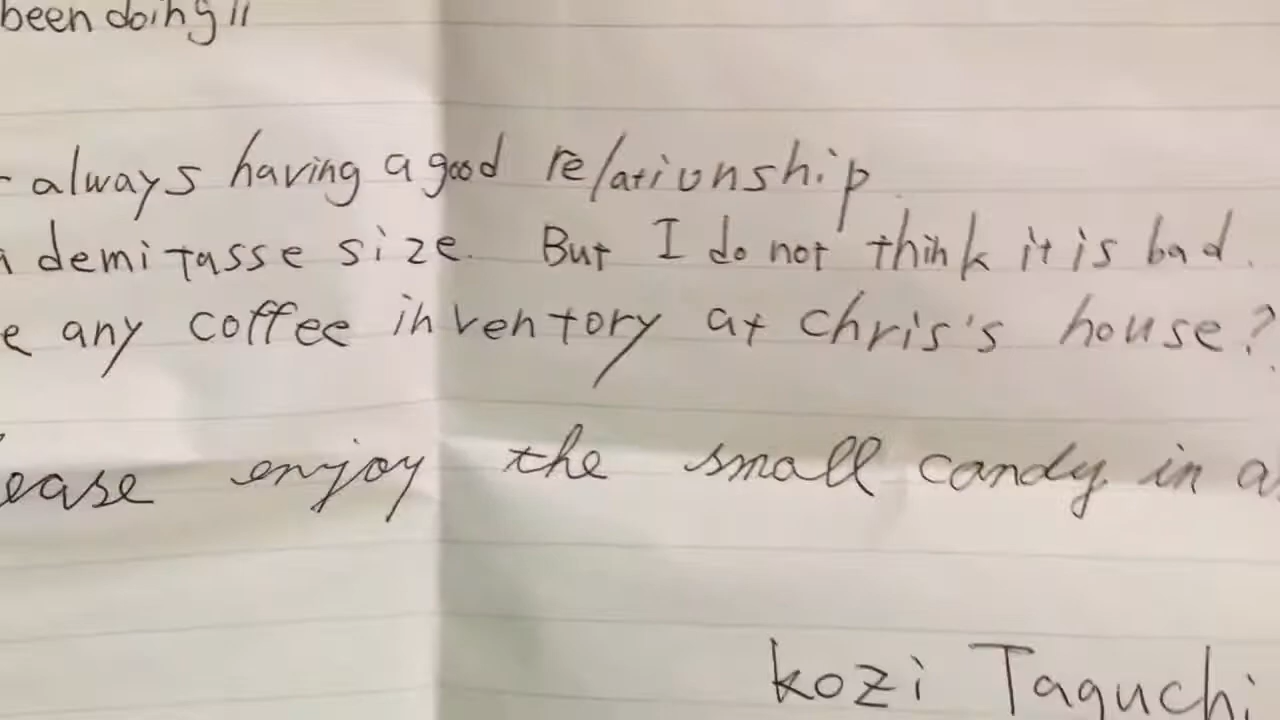 been doing!!
always having a good relationship.
demitasse size. But I do not think it is bad.
any coffee inventory at chris's house?
enjoy the small candy in
kozi Taguchi